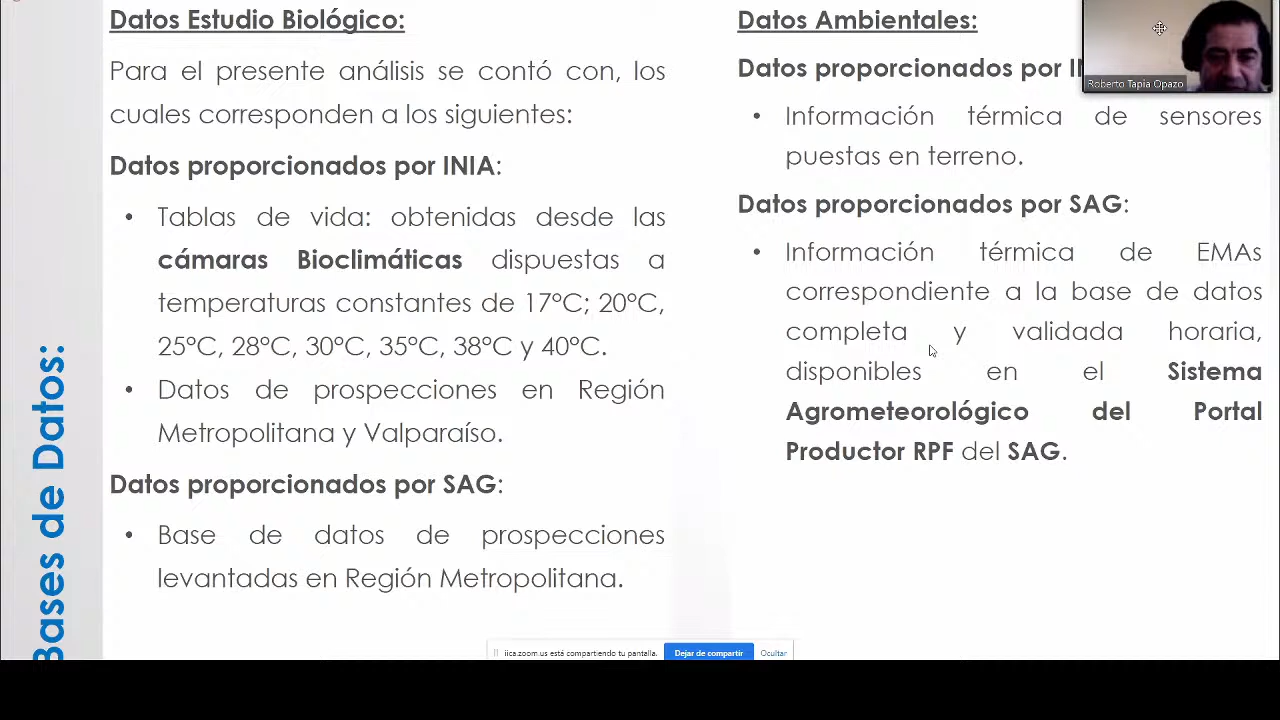 Bases de Datos:
Datos Estudio Biológico:
Para el presente análisis se contó con, los
cuales corresponden a los siguientes:
Datos proporcionados por INIA:
• Tablas de vida: obtenidas desde las
cámaras Bioclimáticas dispuestas a
temperaturas constantes de 17°C; 20°C,
25°C, 28°C, 30°C, 35°C, 38°C y 40°C.
• Datos de prospecciones en Región
Metropolitana y Valparaíso.
Datos proporcionados por SAG:
• Base de datos de prospecciones
levantadas en Región Metropolitana.
Datos Ambientales:
Datos proporcionados por
• Información térmica de sensores
puestas en terreno.
Datos proporcionados por SAG:
• Información térmica de EMAs
correspondiente a la base de datos
completa y validada horaria,
disponibles en el Sistema
Agrometeorológico del Portal
Productor RPF del SAG.
Roberto Tapia Opazo
iica.zoom.us está compartiendo tu pantalla. Dejar de compartir Ocultar